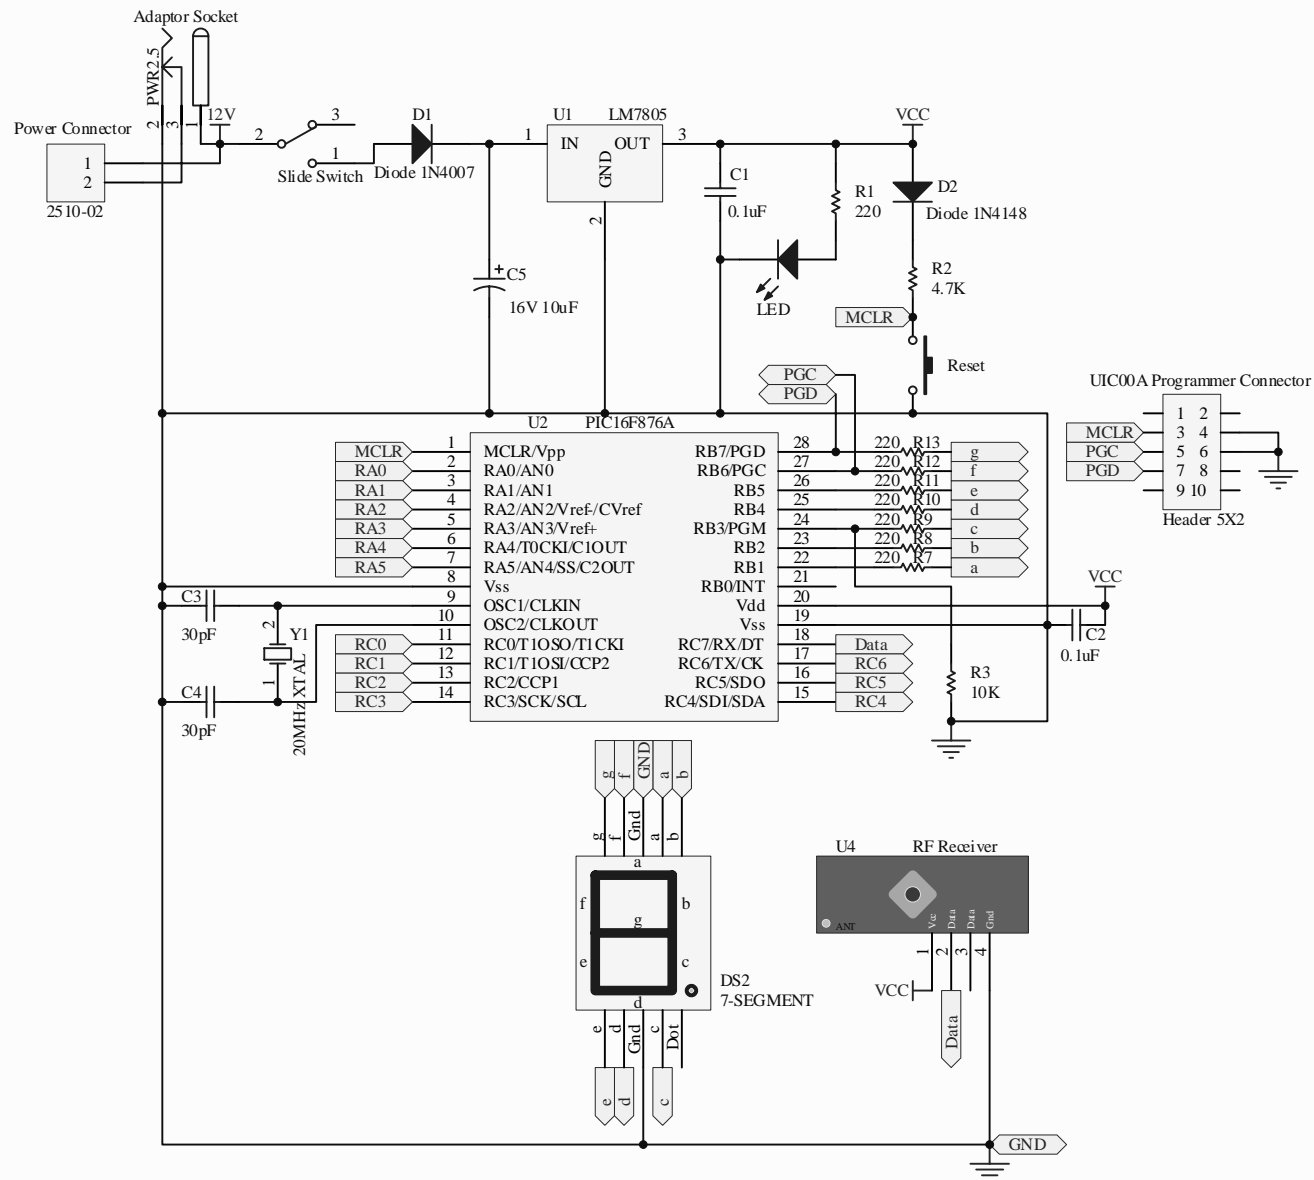 Adaptor Socket
PWR2.5
2
3
1
12V
Power Connector
1
2
2510-02
2
3
1
Slide Switch
D1
Diode 1N4007
U1
LM7805
1
IN
OUT
3
GND
2
C5
16V 10uF
C1
0.1uF
R1
220
LED
VCC
D2
Diode 1N4148
R2
4.7K
MCLR
Reset
PGC
PGD
UIC00A Programmer Connector
1 2
MCLR 3 4
PGC 5 6
PGD 7 8
9 10
Header 5X2
U2
PIC16F876A
MCLR 1 MCLR/Vpp RB7/PGD 28 220 R13 g
RA0 2 RA0/AN0 RB6/PGC 27 220 R12 f
RA1 3 RA1/AN1 RB5 26 220 R11 e
RA2 4 RA2/AN2/Vref-/CVref RB4 25 220 R10 d
RA3 5 RA3/AN3/Vref+ RB3/PGM 24 220 R9 c
RA4 6 RA4/T0CKI/C1OUT RB2 23 220 R8 b
RA5 7 RA5/AN4/SS/C2OUT RB1 22 220 R7 a
8 Vss RB0/INT 21
9 OSC1/CLKIN Vdd 20
10 OSC2/CLKOUT Vss 19
RC0 11 RC0/T1OSO/T1CKI RC7/RX/DT 18 Data
RC1 12 RC1/T1OSI/CCP2 RC6/TX/CK 17 RC6
RC2 13 RC2/CCP1 RC5/SDO 16 RC5
RC3 14 RC3/SCK/SCL RC4/SDI/SDA 15 RC4
C3
30pF
2
Y1
1
20MHz XTAL
C4
30pF
VCC
C2
0.1uF
R3
10K
g f GND a b
g f Gnd a b
a
f b
g
e c
d
DS2
7-SEGMENT
e d Gnd c Dot
e d c
U4
RF Receiver
ANT
Vcc Data Data Gnd
1 2 3 4
VCC
Data
GND